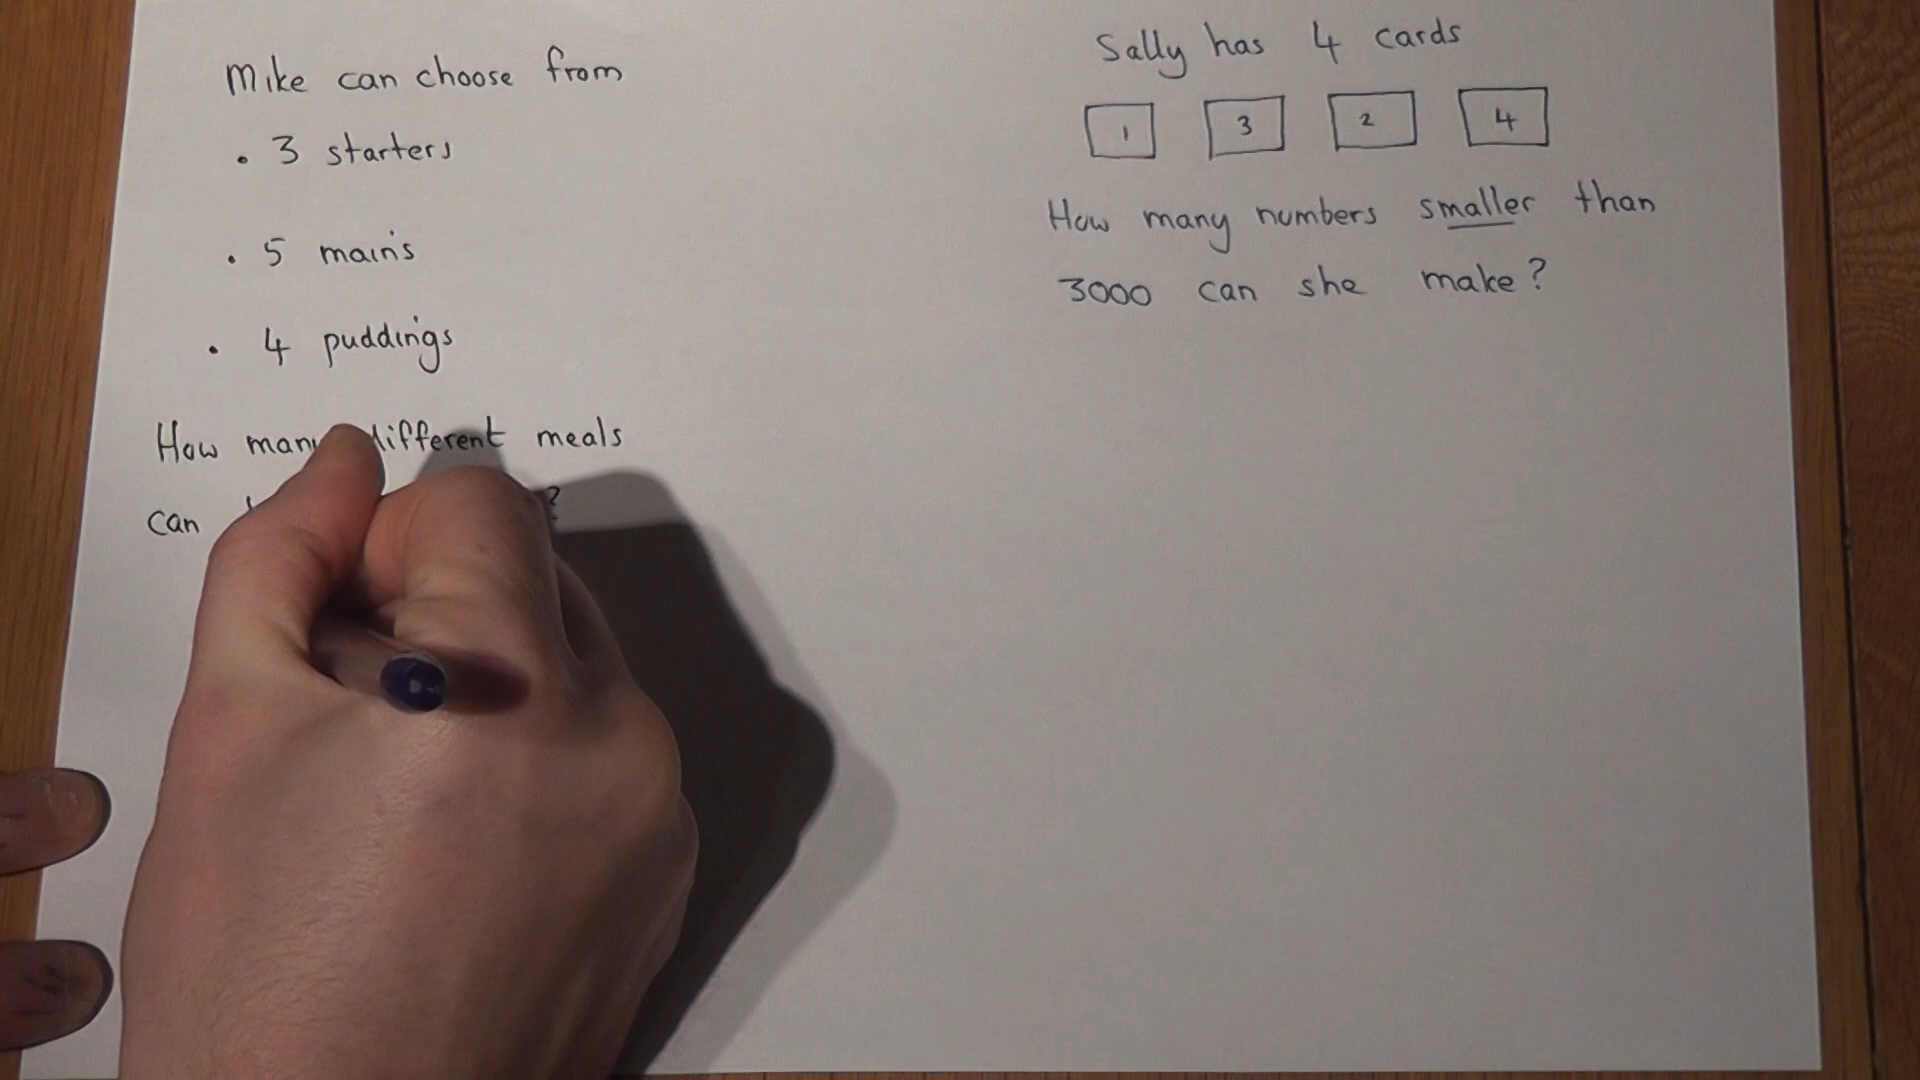 Mike can choose from
• 3 starters
• 5 mains
• 4 puddings
How many different meals
can ?
Sally has 4 cards
1 3 2 4
How many numbers smaller than
3000 can she make?